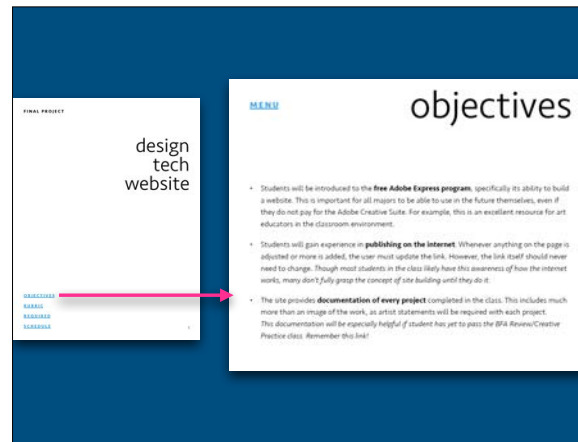 FINAL PROJECT
design
tech
website
OBJECTIVES
RUBRIC
REQUIRED
SCHEDULE
MENU
objectives
• Students will be introduced to the free Adobe Express program, specifically its ability to build
a website. This is important for all majors to be able to use in the future themselves, even if
they do not pay for the Adobe Creative Suite. For example, this is an excellent resource for art
educators in the classroom environment.
• Students will gain experience in publishing on the internet. Whenever anything on the page is
adjusted or more is added, the user must update the link. However, the link itself should never
need to change. Though most students in the class likely have this awareness of how the internet
works, many don't fully grasp the concept of site building until they do it.
• The site provides documentation of every project completed in the class. This includes much
more than an image of the work, as artist statements will be required with each project.
This documentation will be especially helpful if student has yet to pass the BFA Review/Creative
Practice class. Remember this link!